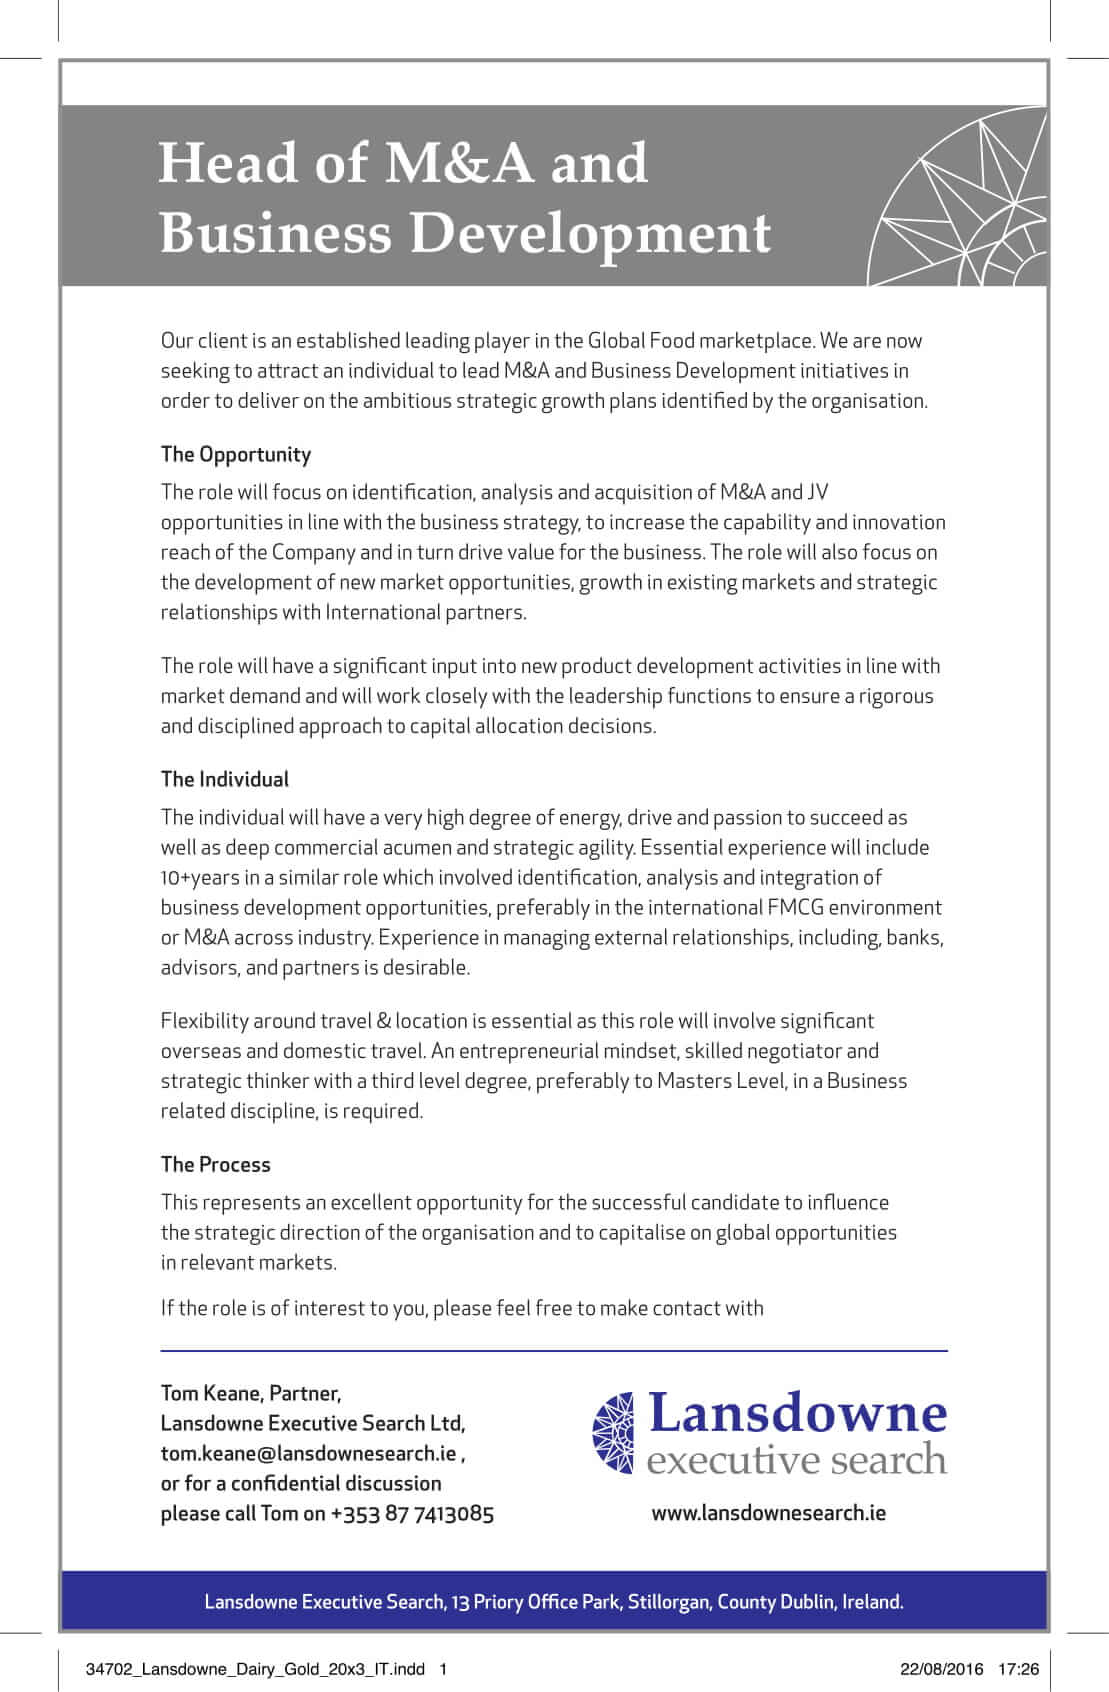 Head of M&A and
Business Development
Our client is an established leading player in the Global Food marketplace. We are now
seeking to attract an individual to lead M&A and Business Development initiatives in
order to deliver on the ambitious strategic growth plans identified by the organisation.
The Opportunity
The role will focus on identification, analysis and acquisition of M&A and JV
opportunities in line with the business strategy, to increase the capability and innovation
reach of the Company and in turn drive value for the business. The role will also focus on
the development of new market opportunities, growth in existing markets and strategic
relationships with International partners.
The role will have a significant input into new product development activities in line with
market demand and will work closely with the leadership functions to ensure a rigorous
and disciplined approach to capital allocation decisions.
The Individual
The individual will have a very high degree of energy, drive and passion to succeed as
well as deep commercial acumen and strategic agility. Essential experience will include
10+years in a similar role which involved identification, analysis and integration of
business development opportunities, preferably in the international FMCG environment
or M&A across industry. Experience in managing external relationships, including, banks,
advisors, and partners is desirable.
Flexibility around travel & location is essential as this role will involve significant
overseas and domestic travel. An entrepreneurial mindset, skilled negotiator and
strategic thinker with a third level degree, preferably to Masters Level, in a Business
related discipline, is required.
The Process
This represents an excellent opportunity for the successful candidate to influence
the strategic direction of the organisation and to capitalise on global opportunities
in relevant markets.
If the role is of interest to you, please feel free to make contact with
Tom Keane, Partner,
Lansdowne Executive Search Ltd,
tom.keane@lansdownesearch.ie ,
or for a confidential discussion
please call Tom on +353 87 7413085
Lansdowne
executive search
www.lansdownesearch.ie
Lansdowne Executive Search, 13 Priory Office Park, Stillorgan, County Dublin, Ireland.
34702_Lansdowne_Dairy_Gold_20x3_IT.indd 1
22/08/2016 17:26